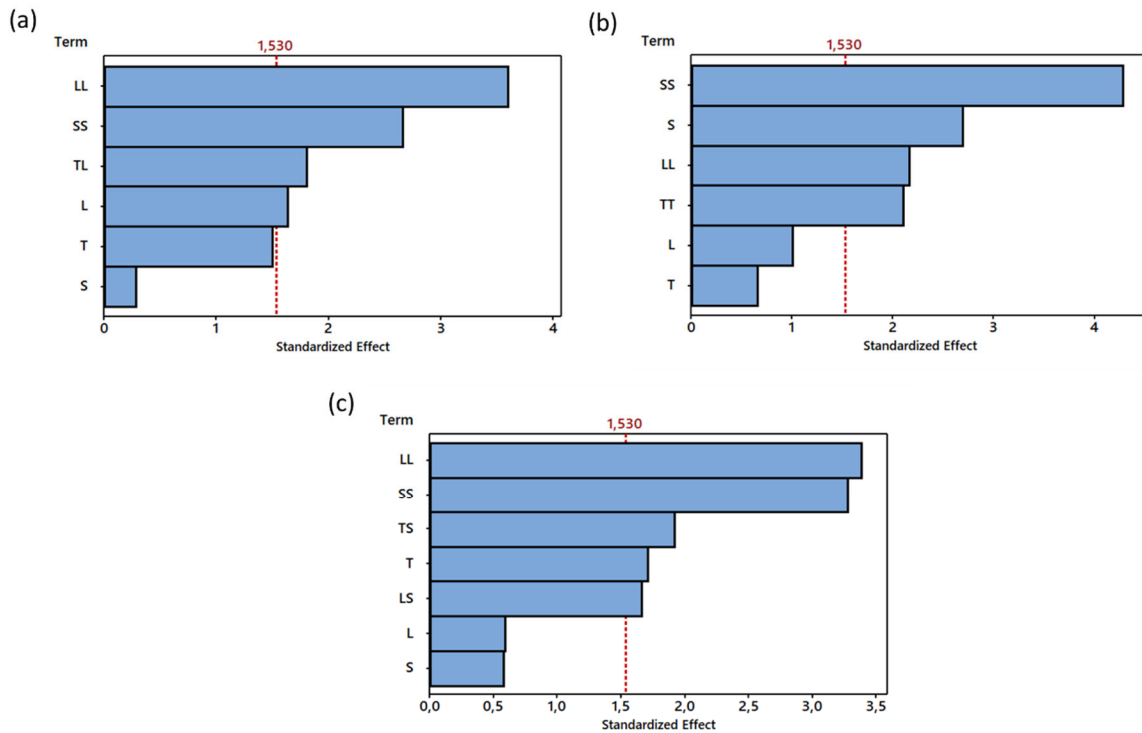 (a)
Term
1,530
LL
SS
TL
L
T
S
0 1 2 3 4
Standardized Effect
(b)
Term
1,530
SS
S
LL
TT
L
T
0 1 2 3 4
Standardized Effect
(c)
Term
1,530
LL
SS
TS
T
LS
L
S
0,0 0,5 1,0 1,5 2,0 2,5 3,0 3,5
Standardized Effect